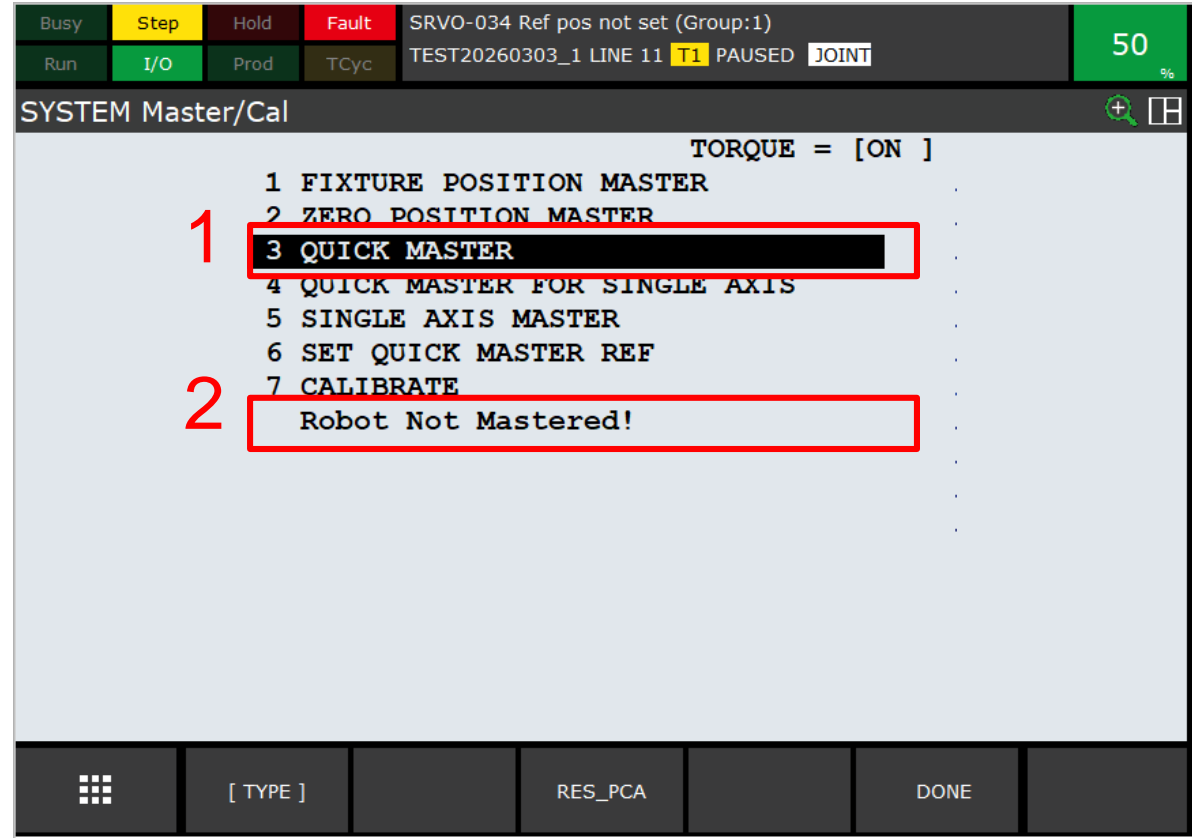 Busy Step Hold Fault SRVO-034 Ref pos not set (Group:1)
Run I/O Prod TCyc TEST20260303_1 LINE 11 T1 PAUSED JOINT
50
%
SYSTEM Master/Cal
TORQUE = [ON ]
1 FIXTURE POSITION MASTER
2 ZERO POSITION MASTER
1
3 QUICK MASTER
4 QUICK MASTER FOR SINGLE AXIS
5 SINGLE AXIS MASTER
6 SET QUICK MASTER REF
7 CALIBRATE
2
Robot Not Mastered!
[ TYPE ] RES_PCA DONE